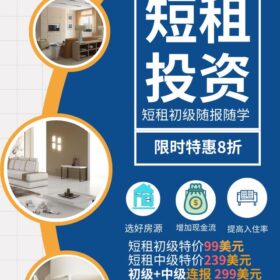 短租
投资
短租初级随报随学
限时特惠8折
选好房源 增加现金流 提高入住率
短租初级特价99美元
短租中级特价239美元
初级+中级连报 299美元